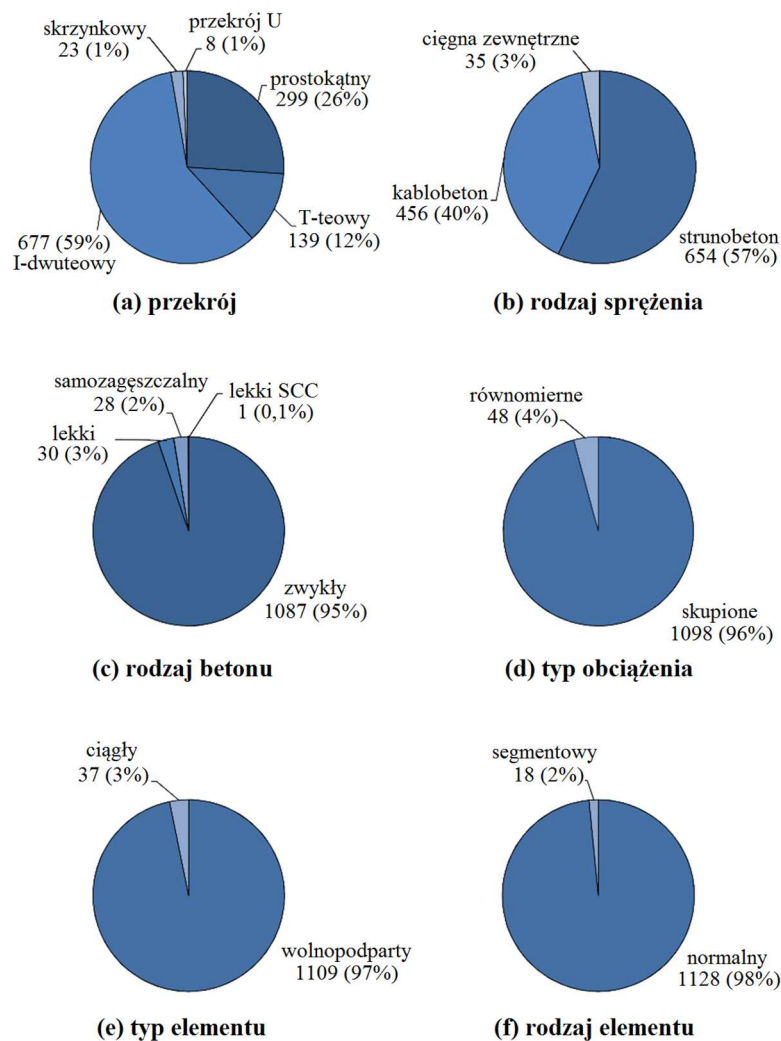 skrzynkowy
23 (1%)
przekrój U
8 (1%)
prostokątny
299 (26%)
T-teowy
139 (12%)
677 (59%)
I-dwuteowy
(a) przekrój
cięgna zewnętrzne
35 (3%)
kablobeton
456 (40%)
strunobeton
654 (57%)
(b) rodzaj sprężenia
samozagęszczalny
28 (2%)
lekki SCC
1 (0,1%)
lekki
30 (3%)
zwykły
1087 (95%)
(c) rodzaj betonu
równomierne
48 (4%)
skupione
1098 (96%)
(d) typ obciążenia
ciągły
37 (3%)
wolnopodparty
1109 (97%)
(e) typ elementu
segmentowy
18 (2%)
normalny
1128 (98%)
(f) rodzaj elementu